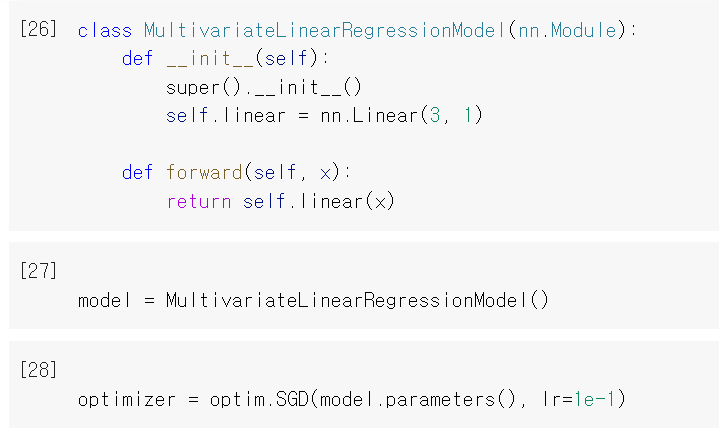 [26] class MultivariateLinearRegressionModel(nn.Module):
def __init__(self):
super().__init__()
self.linear = nn.Linear(3, 1)
def forward(self, x):
return self.linear(x)
[27]
model = MultivariateLinearRegressionModel()
[28]
optimizer = optim.SGD(model.parameters(), lr=1e-1)